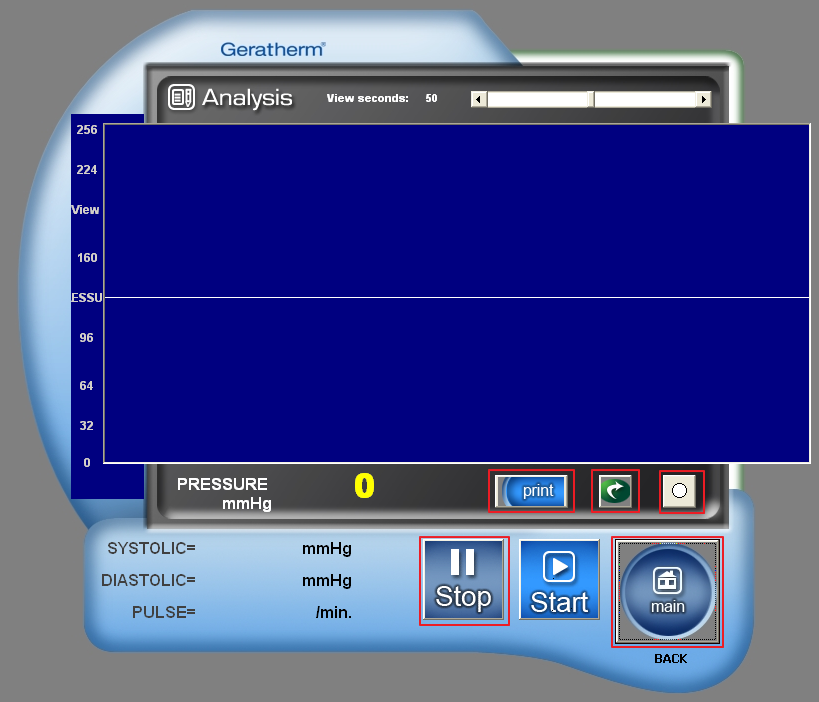 Geratherm®
Analysis View seconds: 50
256
224
View
160
ESSU
96
64
32
0
PRESSURE 0
mmHg
print
SYSTOLIC= mmHg
DIASTOLIC= mmHg
PULSE= /min.
Stop
Start
main
BACK